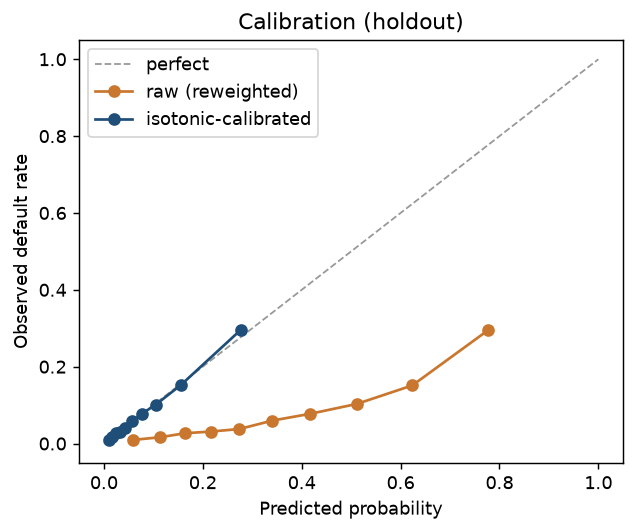 Calibration (holdout)
perfect
raw (reweighted)
isotonic-calibrated
Observed default rate
1.0
0.8
0.6
0.4
0.2
0.0
0.0 0.2 0.4 0.6 0.8 1.0
Predicted probability